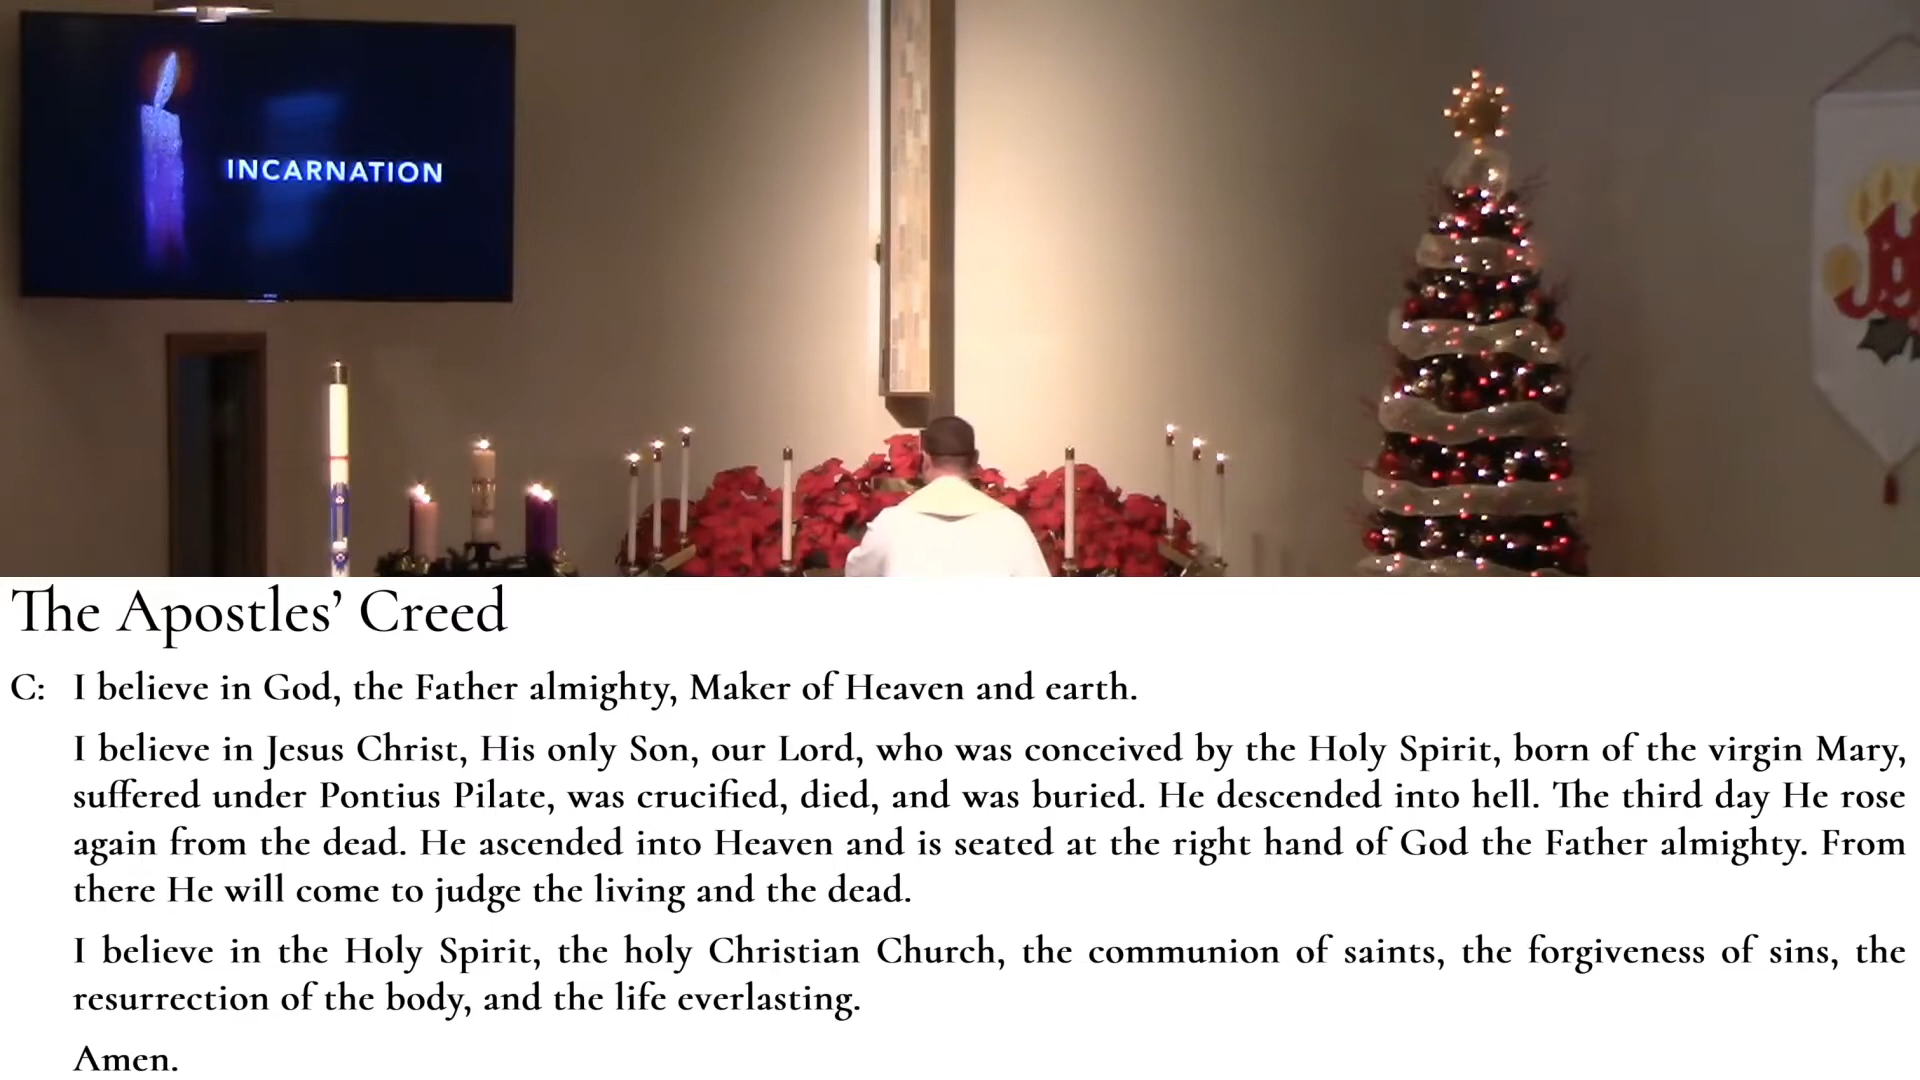 INCARNATION
Joy
The Apostles’ Creed
C: I believe in God, the Father almighty, Maker of Heaven and earth.
I believe in Jesus Christ, His only Son, our Lord, who was conceived by the Holy Spirit, born of the virgin Mary,
suffered under Pontius Pilate, was crucified, died, and was buried. He descended into hell. The third day He rose
again from the dead. He ascended into Heaven and is seated at the right hand of God the Father almighty. From
there He will come to judge the living and the dead.
I believe in the Holy Spirit, the holy Christian Church, the communion of saints, the forgiveness of sins, the
resurrection of the body, and the life everlasting.
Amen.